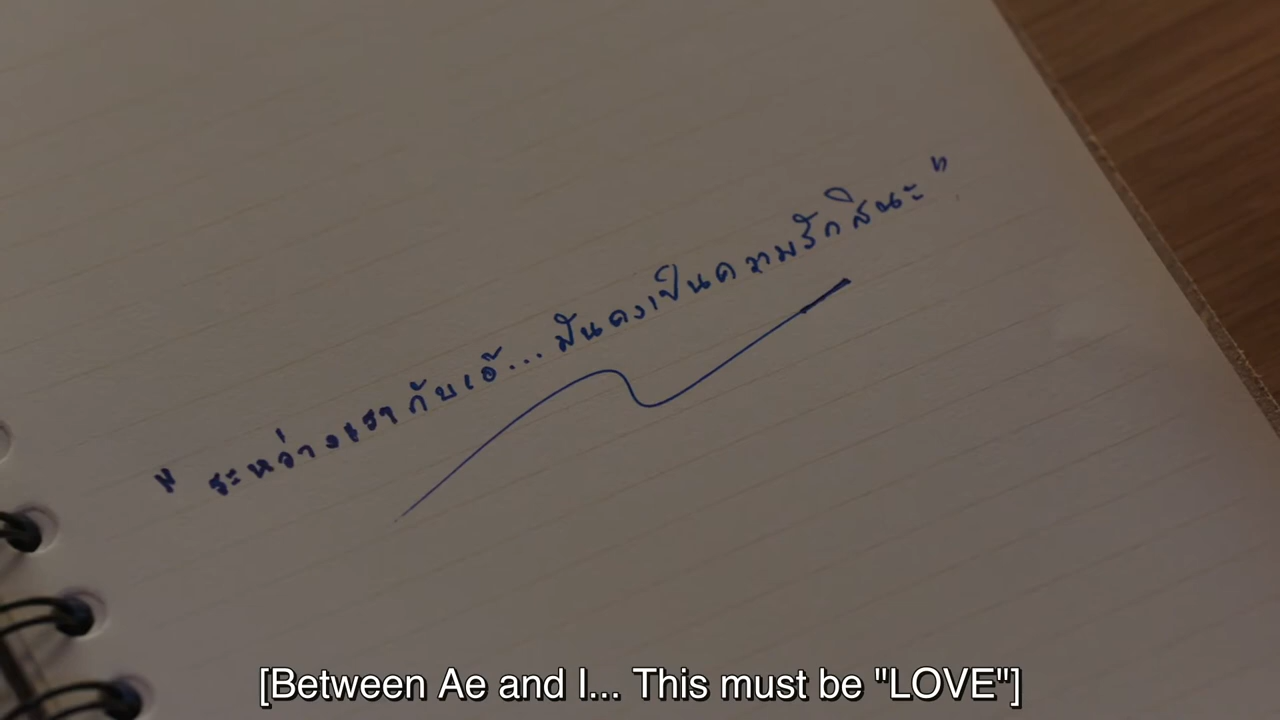 " ระหว่างเรากับเอ้... มันคงเป็นความรักสินะ "
[Between Ae and I... This must be "LOVE"]